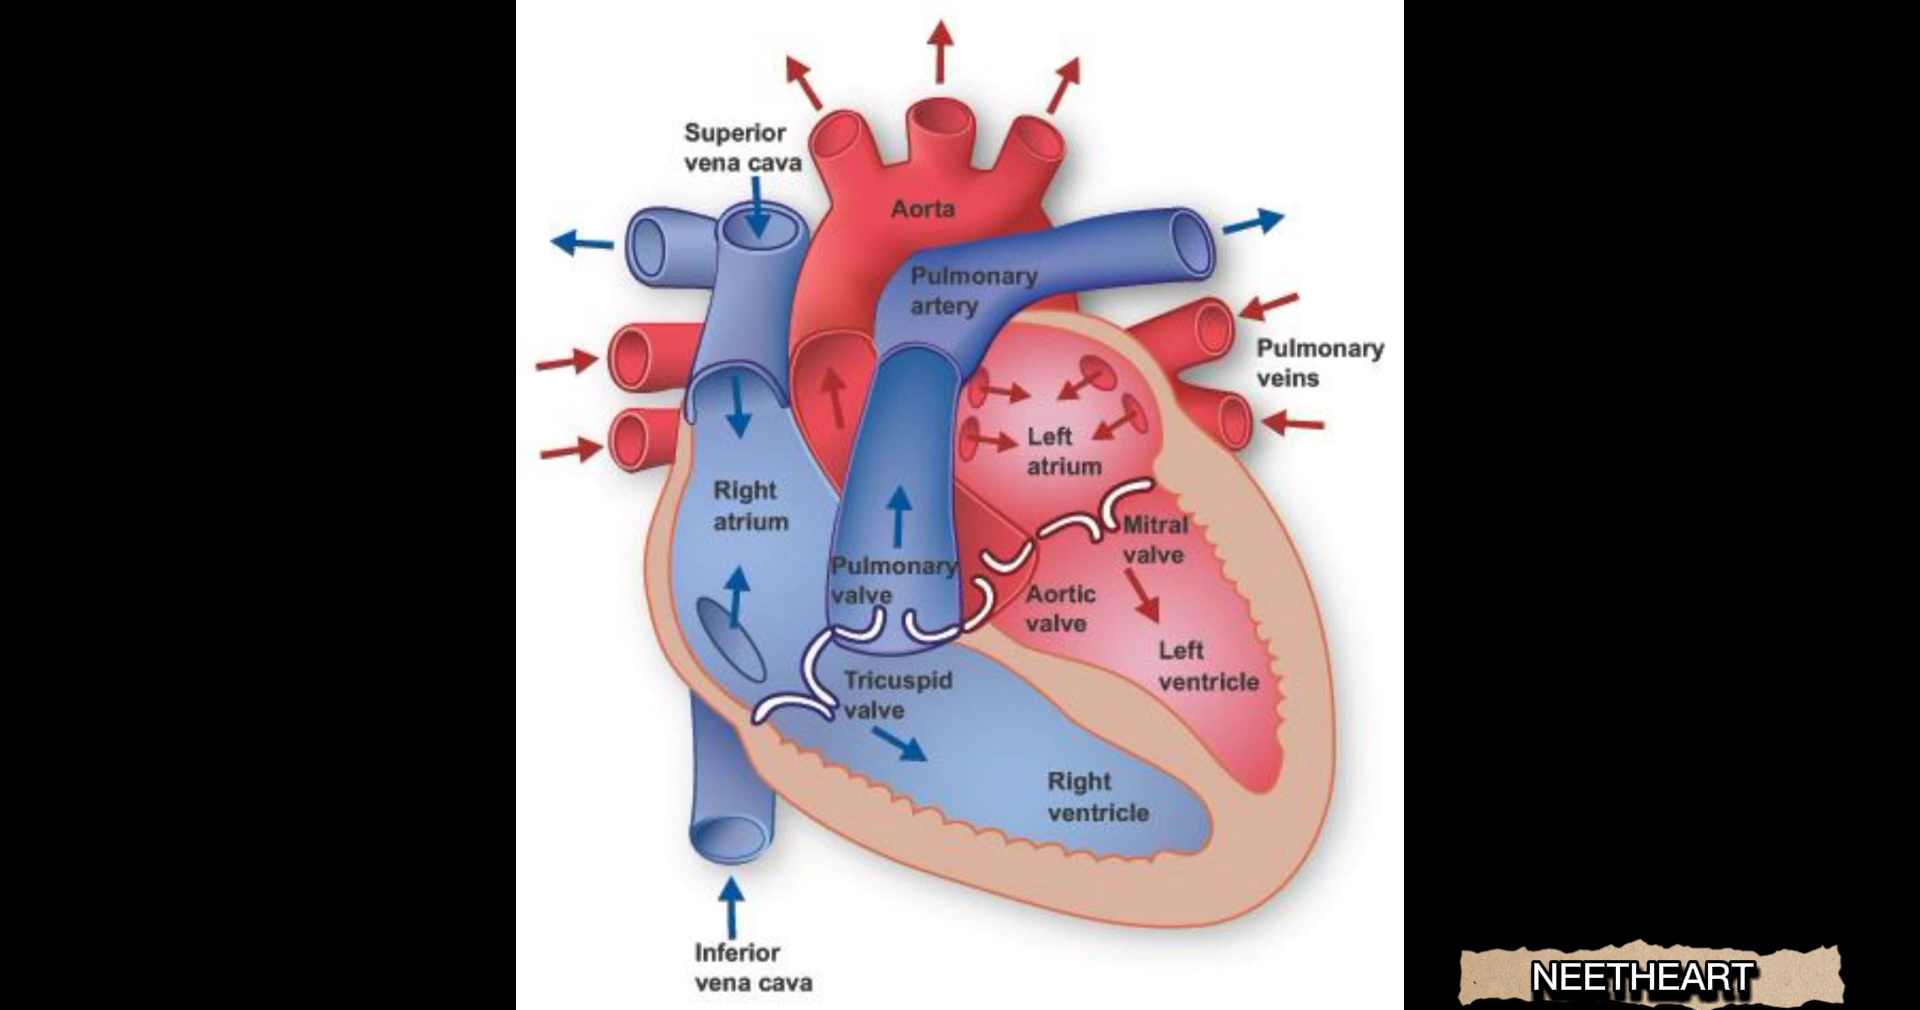 Superior
vena cava
Aorta
Pulmonary
artery
Pulmonary
veins
Left
atrium
Right
atrium
Mitral
valve
Pulmonary
valve
Aortic
valve
Left
ventricle
Tricuspid
valve
Right
ventricle
Inferior
vena cava
NEETHEART